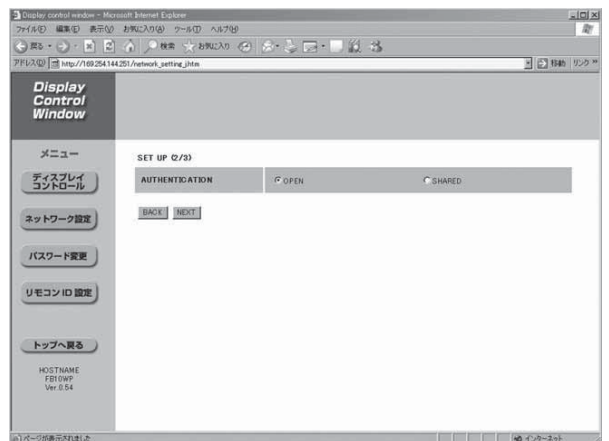 Display control window - Microsoft Internet Explorer
ファイル(F) 編集(E) 表示(V) お気に入り(A) ツール(T) ヘルプ(H)
戻る 検索 お気に入り
アドレス(D) http://169.254.144.251/network_setting_j.htm 移動 リンク »
Display
Control
Window
メニュー
SET UP (2/3)
ディスプレイ
コントロール
AUTHENTICATION OPEN SHARED
ネットワーク設定
BACK NEXT
パスワード変更
リモコン ID 設定
トップへ戻る
HOSTNAME
FB10WP
Ver.0.54
ページが表示されました インターネット